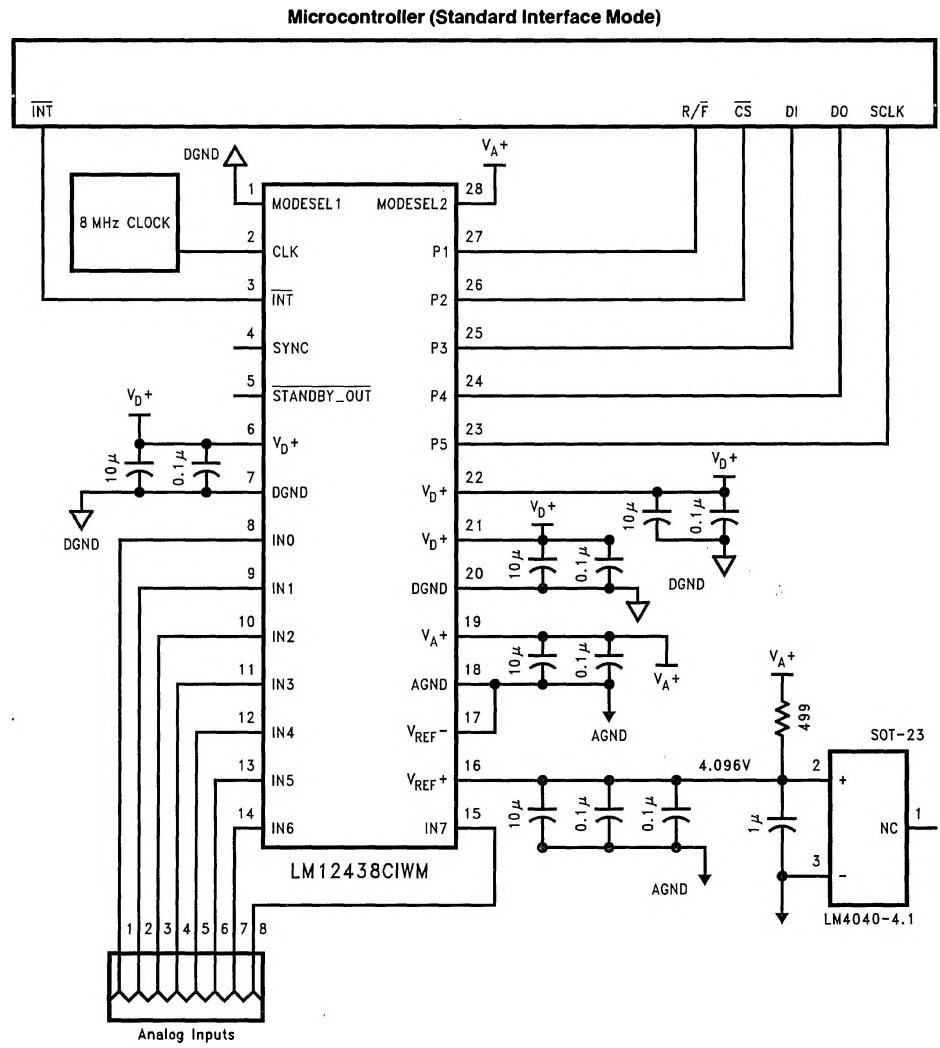 Microcontroller (Standard Interface Mode)
INT R/F CS DI DO SCLK
DGND
VA+
8 MHz CLOCK
1 MODESEL1 MODESEL2 28
2 CLK P1 27
3 INT P2 26
4 SYNC P3 25
5 STANDBY_OUT P4 24
VD+
10μ 0.1μ
6 VD+ P5 23
7 DGND VD+ 22
DGND
VD+
10μ 0.1μ
DGND
8 IN0 VD+ 21
VD+
10μ 0.1μ
9 IN1 DGND 20
10 IN2 VA+ 19
10μ 0.1μ
VA+
11 IN3 AGND 18
AGND
12 IN4 VREF- 17
13 IN5 VREF+ 16
10μ 0.1μ 0.1μ
AGND
4.096V
VA+
499
1μ
SOT-23
2 +
NC 1
3 -
LM4040-4.1
14 IN6 IN7 15
LM12438CIWM
1 2 3 4 5 6 7 8
Analog Inputs